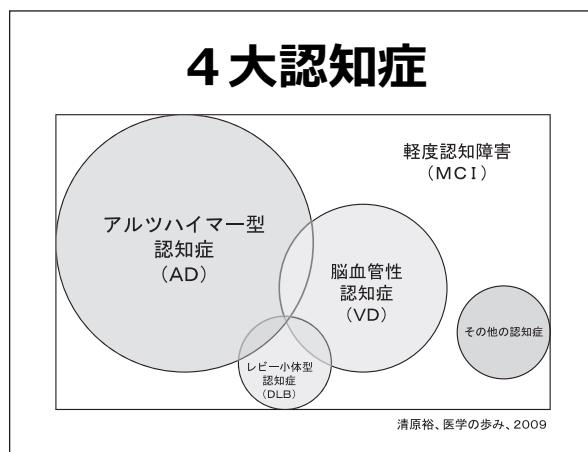 4大認知症
軽度認知障害
（MCI）
アルツハイマー型
認知症
（AD）
脳血管性
認知症
（VD）
その他の認知症
レビー小体型
認知症
（DLB）
清原裕、医学の歩み、2009